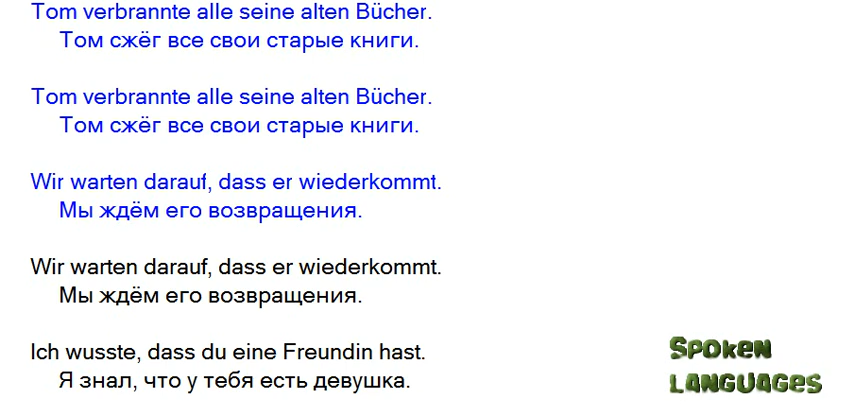 Tom verbrannte alle seine alten Bücher.
Том сжёг все свои старые книги.
Tom verbrannte alle seine alten Bücher.
Том сжёг все свои старые книги.
Wir warten darauf, dass er wiederkommt.
Мы ждём его возвращения.
Wir warten darauf, dass er wiederkommt.
Мы ждём его возвращения.
Ich wusste, dass du eine Freundin hast.
Я знал, что у тебя есть девушка.
Spoken
Languages